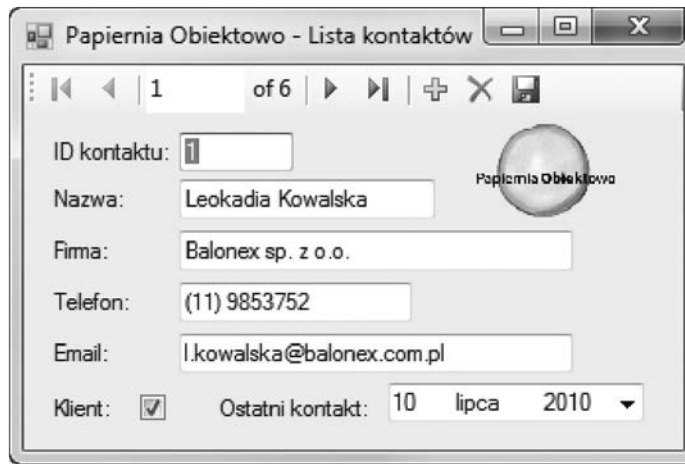 Papiernia Obiektowo - Lista kontaktów
1 of 6
ID kontaktu: 1
Papiernia Obiektowo
Nazwa: Leokadia Kowalska
Firma: Balonex sp. z o.o.
Telefon: (11) 9853752
Email: l.kowalska@balonex.com.pl
Klient: Ostatni kontakt: 10 lipca 2010